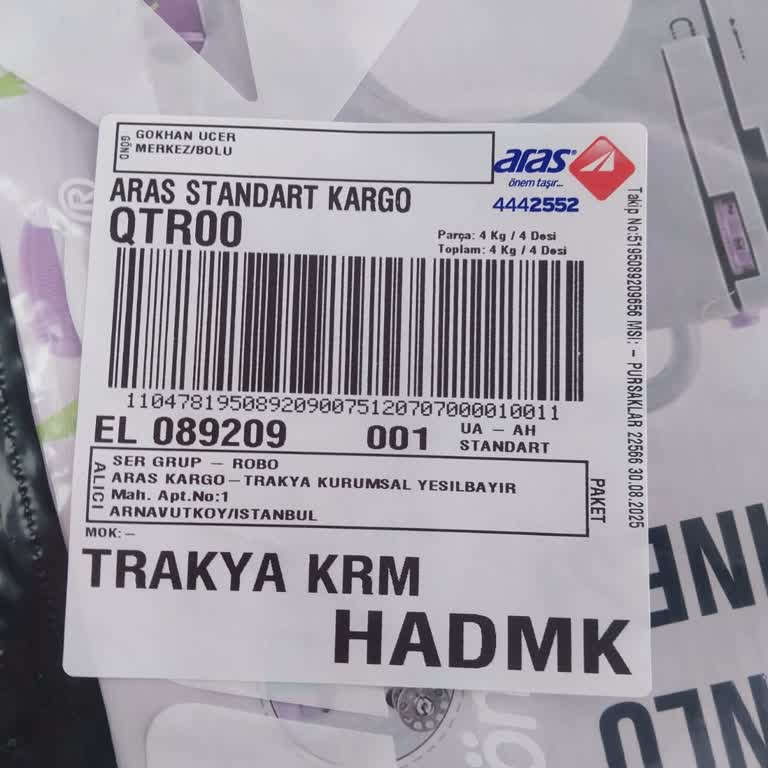 GÖND
GOKHAN UCER
MERKEZ/BOLU
aras®
önem taşır...
4442552
ARAS STANDART KARGO
QTR00
Parça: 4 Kg / 4 Desi
Toplam: 4 Kg / 4 Desi
1104781950892090075120707000010011
EL 089209 001 UA – AH
STANDART
ALICI
SER GRUP – ROBO
ARAS KARGO–TRAKYA KURUMSAL YESILBAYIR
Mah. Apt.No:1
ARNAVUTKOY/ISTANBUL
PAKET
MOK: –
TRAKYA KRM
HADMK
Takip No:5195089209656 MSI: – PURSAKLAR 22566 30.08.2025